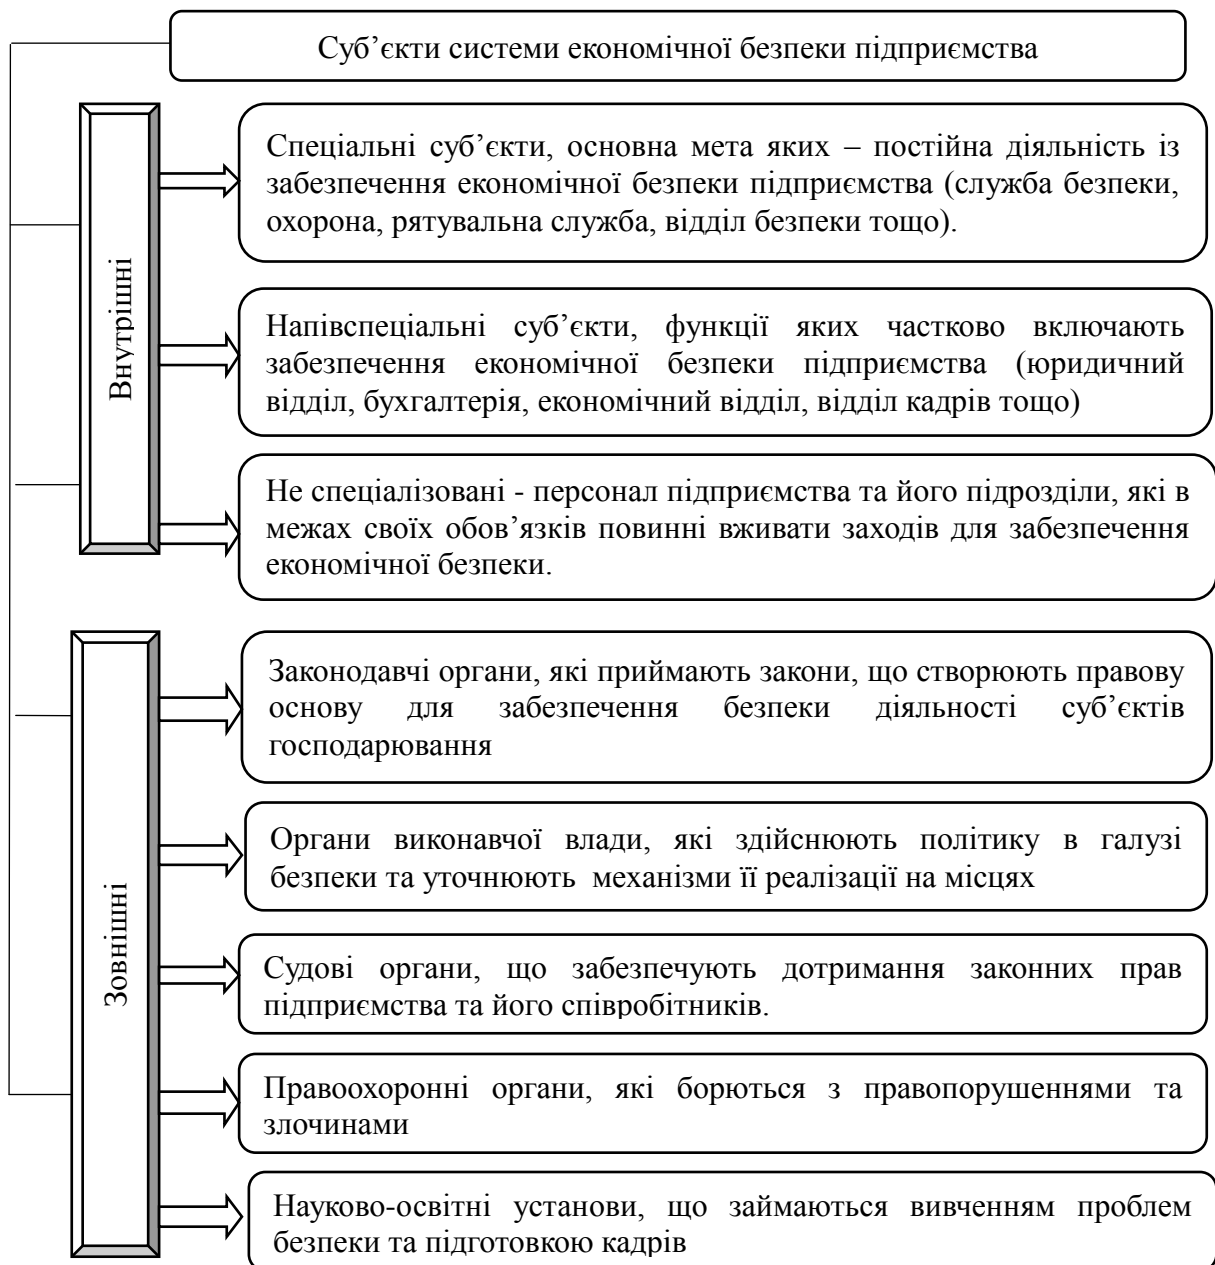 Суб’єкти системи економічної безпеки підприємства
Внутрішні
Спеціальні суб’єкти, основна мета яких – постійна діяльність із
забезпечення економічної безпеки підприємства (служба безпеки,
охорона, рятувальна служба, відділ безпеки тощо).
Напівспеціальні суб’єкти, функції яких частково включають
забезпечення економічної безпеки підприємства (юридичний
відділ, бухгалтерія, економічний відділ, відділ кадрів тощо)
Не спеціалізовані - персонал підприємства та його підрозділи, які в
межах своїх обов’язків повинні вживати заходів для забезпечення
економічної безпеки.
Зовнішні
Законодавчі органи, які приймають закони, що створюють правову
основу для забезпечення безпеки діяльності суб’єктів
господарювання
Органи виконавчої влади, які здійснюють політику в галузі
безпеки та уточнюють механізми її реалізації на місцях
Судові органи, що забезпечують дотримання законних прав
підприємства та його співробітників.
Правоохоронні органи, які борються з правопорушеннями та
злочинами
Науково-освітні установи, що займаються вивченням проблем
безпеки та підготовкою кадрів